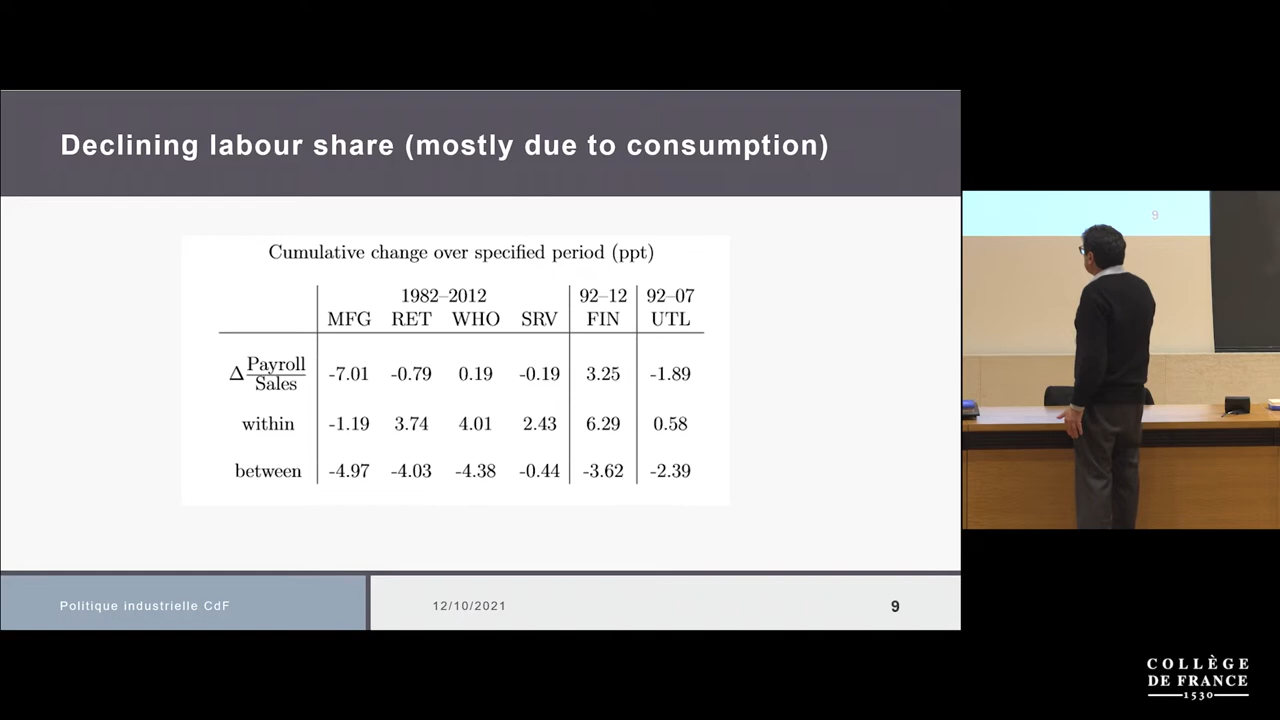 Declining labour share (mostly due to consumption)
Cumulative change over specified period (ppt)
1982–2012 92–12 92–07
MFG RET WHO SRV FIN UTL
Δ Payroll/Sales -7.01 -0.79 0.19 -0.19 3.25 -1.89
within -1.19 3.74 4.01 2.43 6.29 0.58
between -4.97 -4.03 -4.38 -0.44 -3.62 -2.39
Politique industrielle CdF 12/10/2021 9
9
COLLÈGE
DE FRANCE
1530